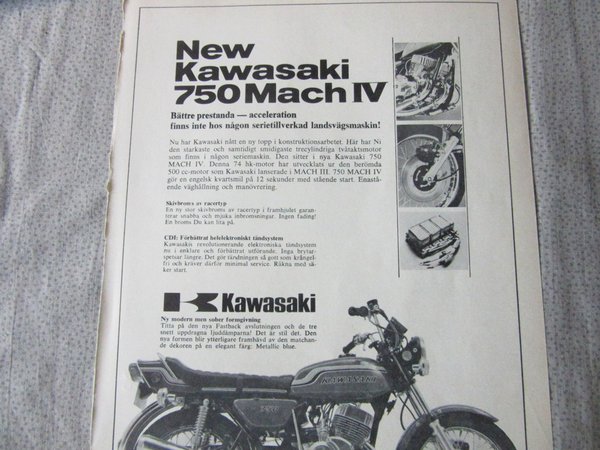 New
Kawasaki
750 Mach IV
Bättre prestanda — acceleration
finns inte hos någon serietillverkad landsvägsmaskin!
Nu har Kawasaki nått en ny topp i konstruktionsarbetet. Här har Ni
den starkaste och samtidigt smidigaste trecylindriga tvåtaktsmotor
som finns i någon seriemaskin. Den sitter i nya Kawasaki 750
MACH IV. Denna 74 hk-motor har utvecklats ur den berömda
500 cc-motor som Kawasaki lanserade i MACH III. 750 MACH IV
gör en engelsk kvartsmil på 12 sekunder med stående start. Enastå-
ende väghållning och manövrering.
Skivbroms av racertyp
En ny stor skivbroms av racertyp i framhjulet garan-
terar snabba och mjuka inbromsningar. Ingen fading!
En broms Du kan lita på.
CDI: Förbättrat helelektroniskt tändsystem
Kawasakis revolutionerande elektroniska tändsystem
nu i enklare och förbättrat utförande. Inga brytar-
spetsar längre. Det gör tändningen så gott som krångel-
fri och kräver därför minimal service. Räkna med sä-
ker start.
Kawasaki
Ny modern men sober formgivning
Titta på den nya Fastback avslutningen och de tre
snett uppdragna ljuddämparna! Det är stil det. Den
nya formen blir ytterligare framhävd av den matchan-
de dekoren på en elegant färg: Metallic blue.
KAWASAKI
750